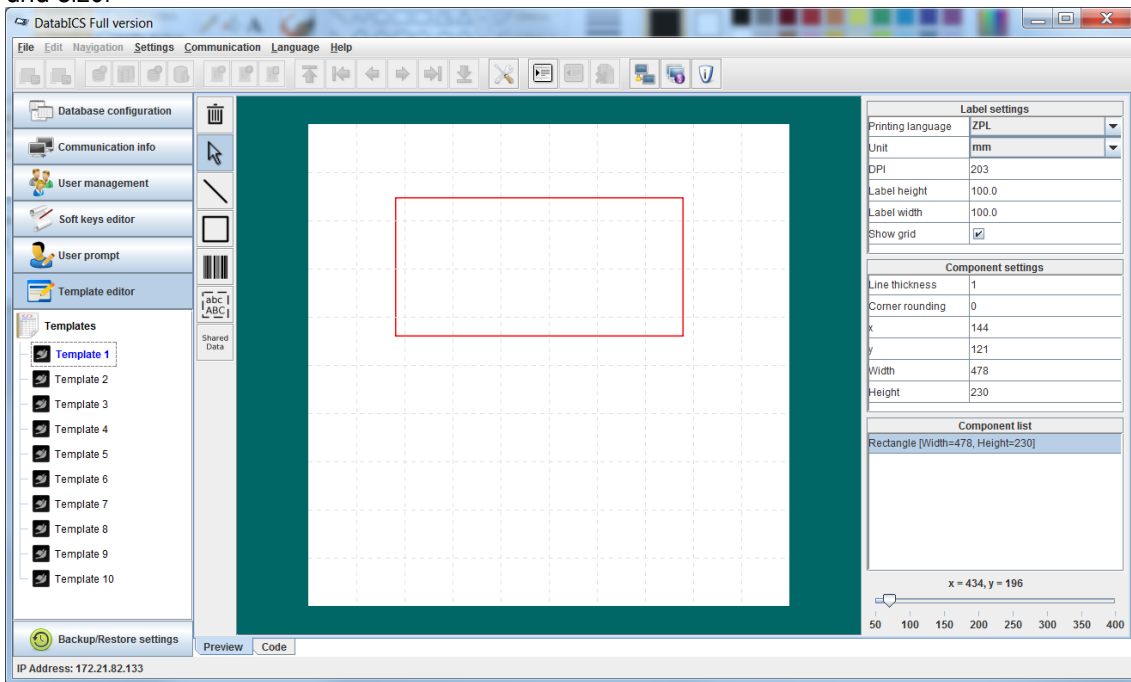 and size.
DatabICS Full version
File Edit Navigation Settings Communication Language Help
Database configuration
Communication info
User management
Soft keys editor
User prompt
Template editor
Templates
Template 1
Template 2
Template 3
Template 4
Template 5
Template 6
Template 7
Template 8
Template 9
Template 10
Backup/Restore settings
abc
ABC
Shared
Data
Preview Code
Label settings
Printing language ZPL
Unit mm
DPI 203
Label height 100.0
Label width 100.0
Show grid
Component settings
Line thickness 1
Corner rounding 0
x 144
y 121
Width 478
Height 230
Component list
Rectangle [Width=478, Height=230]
x = 434, y = 196
50 100 150 200 250 300 350 400
IP Address: 172.21.82.133